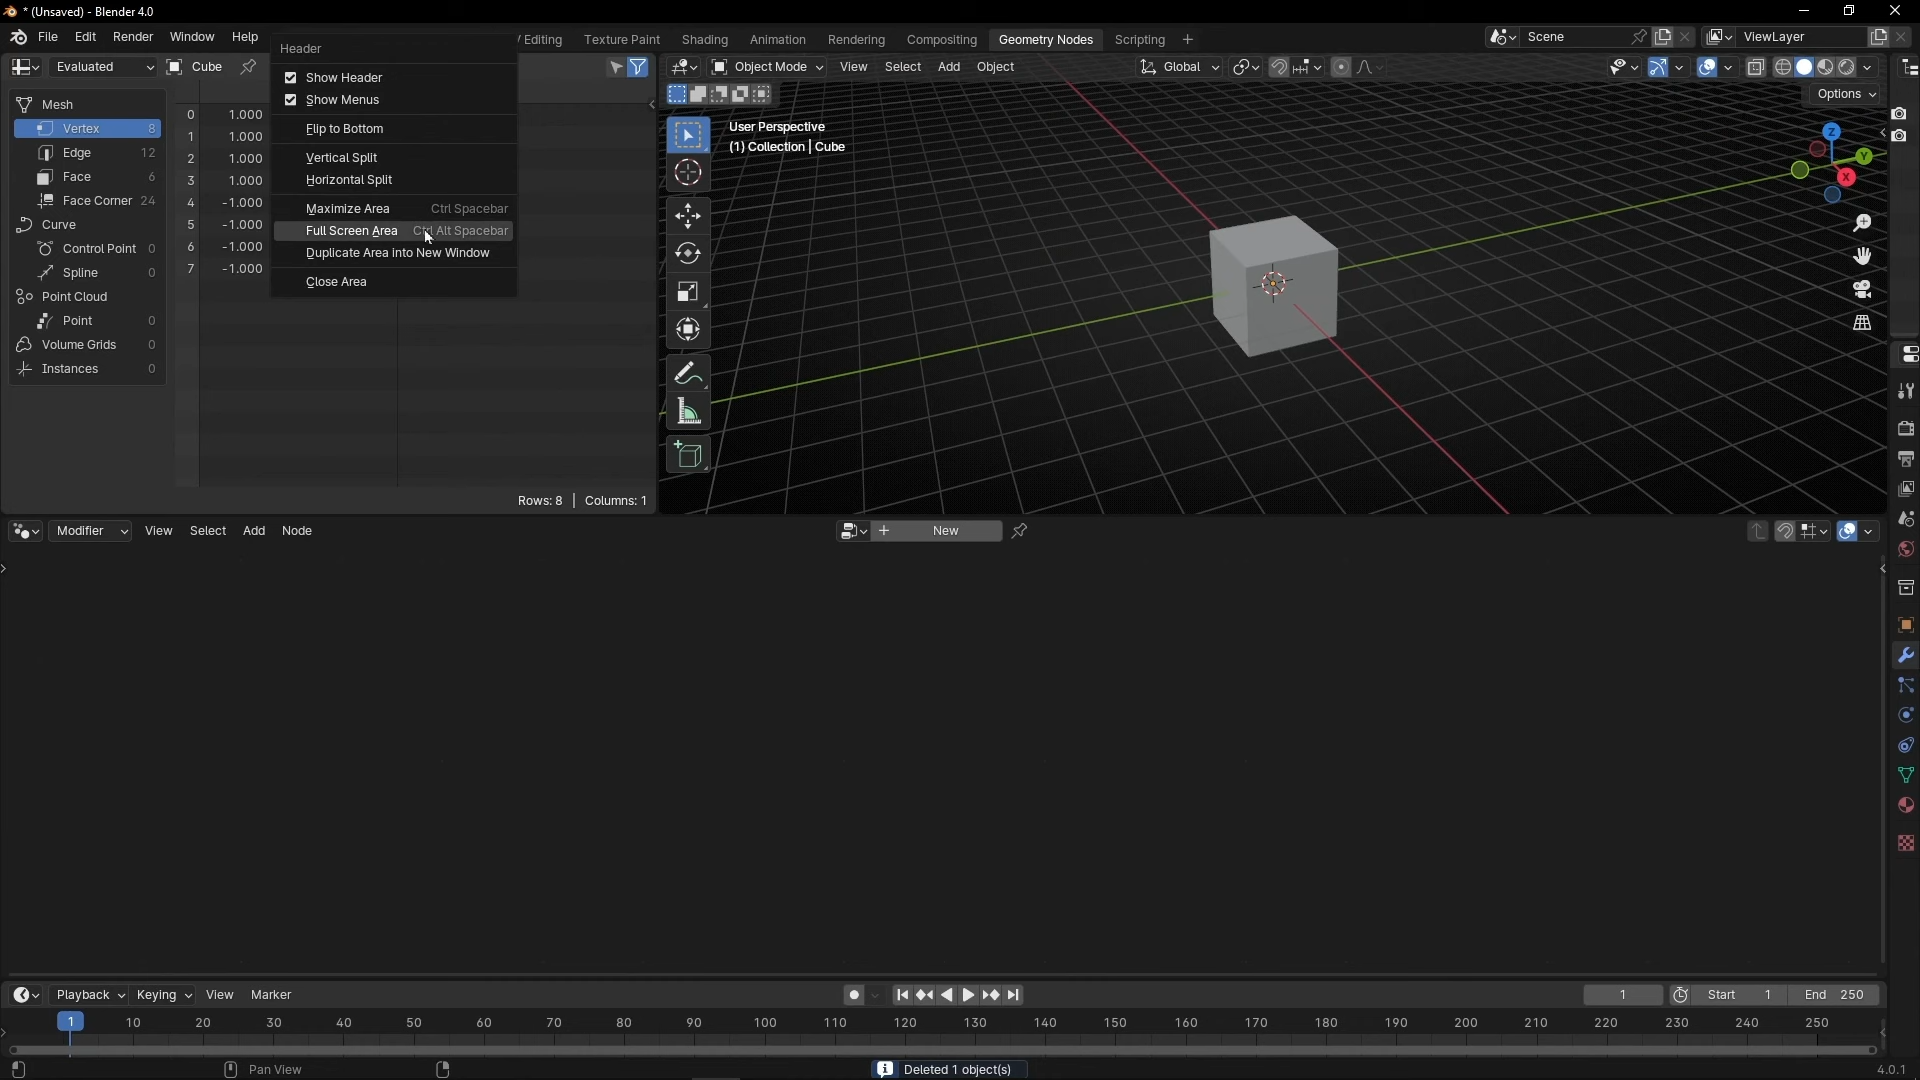 * (Unsaved) - Blender 4.0
File Edit Render Window Help
Header
Editing Texture Paint Shading Animation Rendering Compositing Geometry Nodes Scripting +
Scene
ViewLayer
Evaluated
Cube
Object Mode View Select Add Object
Global
Options
Show Header
Show Menus
Flip to Bottom
Vertical Split
Horizontal Split
Maximize Area Ctrl Spacebar
Full Screen Area Ctrl Alt Spacebar
Duplicate Area into New Window
Close Area
Mesh
Vertex 8
Edge 12
Face 6
Face Corner 24
Curve
Control Point 0
Spline 0
Point Cloud
Point 0
Volume Grids 0
Instances 0
0 1.000
1 1.000
2 1.000
3 1.000
4 -1.000
5 -1.000
6 -1.000
7 -1.000
Rows: 8 | Columns: 1
User Perspective
(1) Collection | Cube
Z
Y
X
Modifier View Select Add Node
+ New
Playback Keying View Marker
1 Start 1 End 250
1 10 20 30 40 50 60 70 80 90 100 110 120 130 140 150 160 170 180 190 200 210 220 230 240 250
Pan View
Deleted 1 object(s)
4.0.1